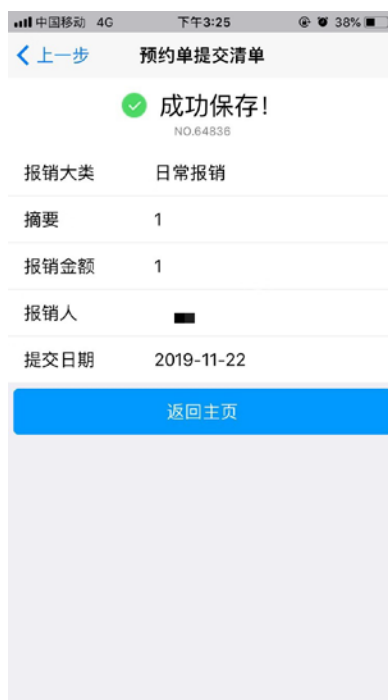 中国移动 4G 下午3:25 38%
上一步 预约单提交清单
成功保存!
NO.64836
报销大类 日常报销
摘要 1
报销金额 1
报销人
提交日期 2019-11-22
返回主页